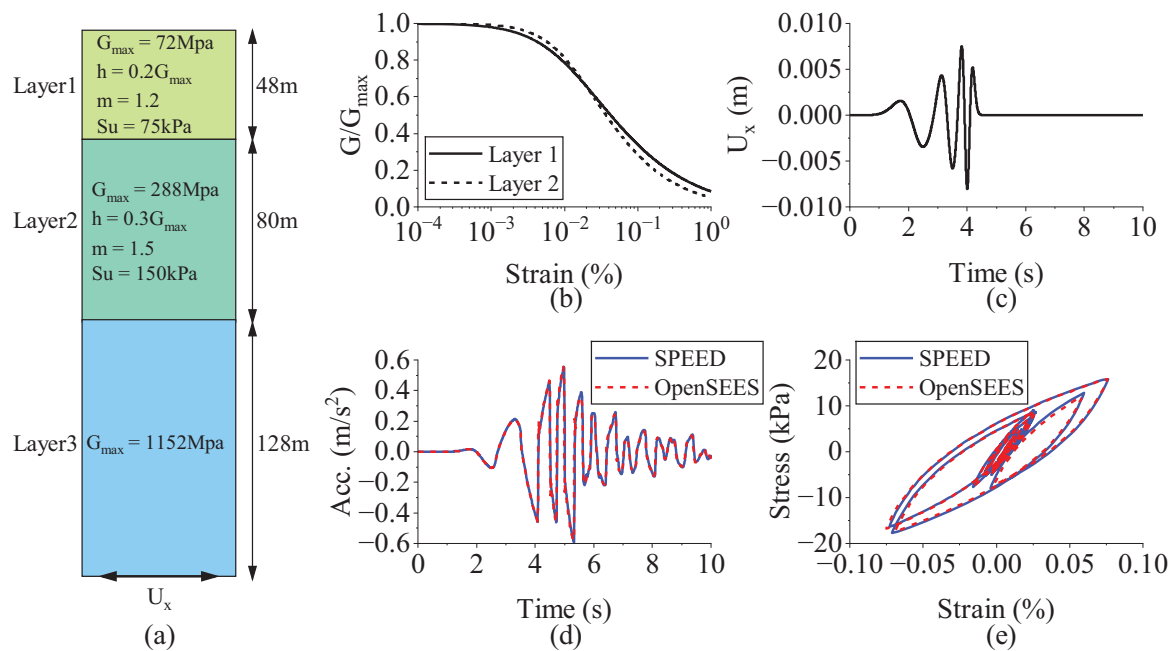 Layer1
G_max = 72Mpa
h = 0.2G_max
m = 1.2
Su = 75kPa
48m
Layer2
G_max = 288Mpa
h = 0.3G_max
m = 1.5
Su = 150kPa
80m
Layer3
G_max = 1152Mpa
128m
U_x
(a)
G/G_max
1.0
0.8
0.6
0.4
0.2
0.0
Layer 1
Layer 2
10^−4
10^−3
10^−2
10^−1
10^0
Strain (%)
(b)
U_x (m)
0.010
0.005
0.000
−0.005
−0.010
0
2
4
6
8
10
Time (s)
(c)
Acc. (m/s^2)
0.6
0.4
0.2
0.0
−0.2
−0.4
−0.6
SPEED
OpenSEES
0
2
4
6
8
10
Time (s)
(d)
Stress (kPa)
20
10
0
−10
−20
SPEED
OpenSEES
−0.10
−0.05
0.00
0.05
0.10
Strain (%)
(e)